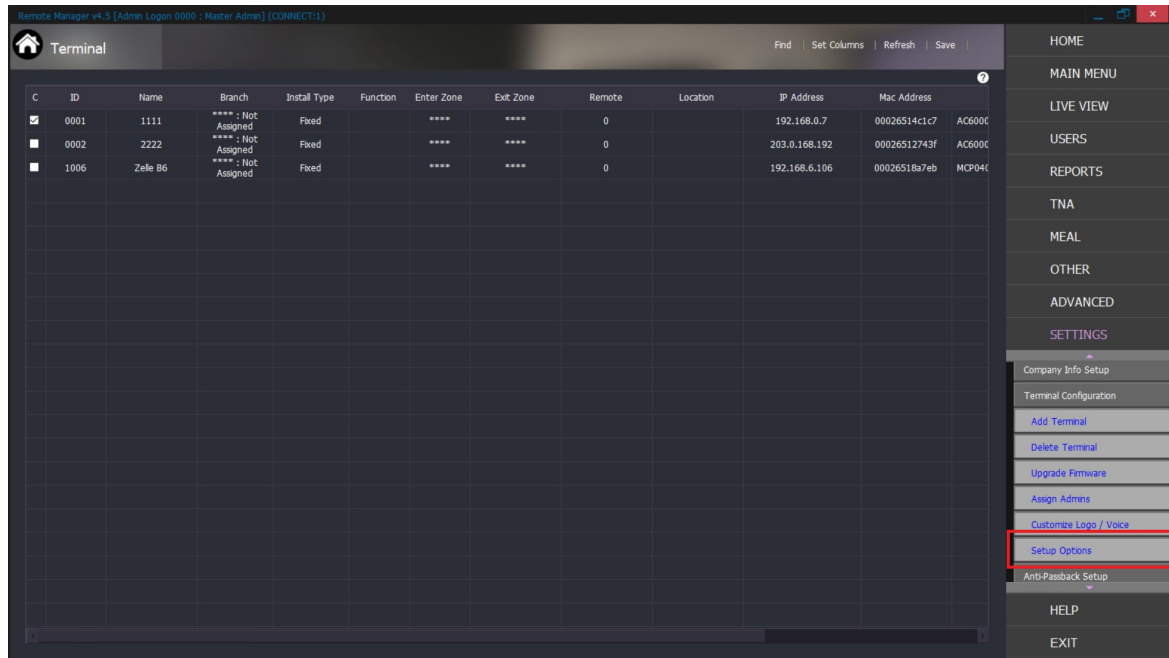 Remote Manager v4.5 [Admin Logon 0000 : Master Admin] (CONNECT:1)
Terminal
Find | Set Columns | Refresh | Save |
?
C ID Name Branch Install Type Function Enter Zone Exit Zone Remote Location IP Address Mac Address
0001 1111 **** : Not Assigned Fixed **** **** 0 192.168.0.7 00026514c1c7 AC6000
0002 2222 **** : Not Assigned Fixed **** **** 0 203.0.168.192 00026512743f AC6000
1006 Zelle B6 **** : Not Assigned Fixed **** **** 0 192.168.6.106 00026518a7eb MCP040
HOME
MAIN MENU
LIVE VIEW
USERS
REPORTS
TNA
MEAL
OTHER
ADVANCED
SETTINGS
Company Info Setup
Terminal Configuration
Add Terminal
Delete Terminal
Upgrade Firmware
Assign Admins
Customize Logo / Voice
Setup Options
Anti-Passback Setup
HELP
EXIT